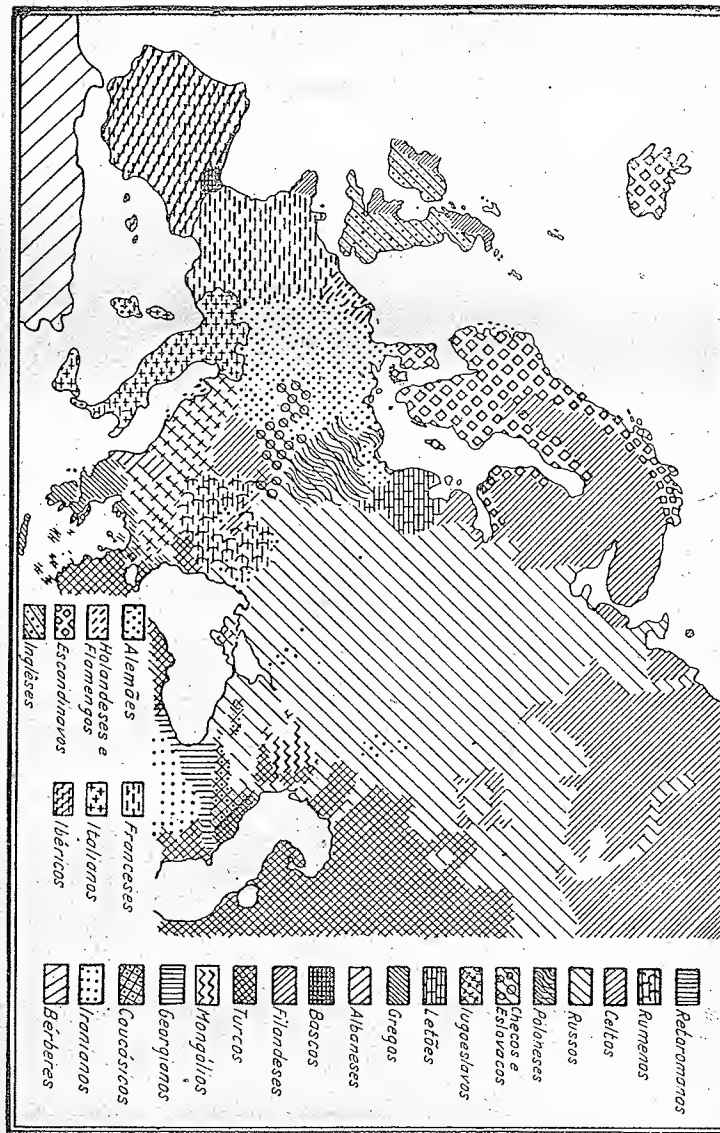 Alemães
Holandeses e
Flamengos
Escandinavos
Inglêses
Franceses
Italianos
Ibéricos
Retoromanos
Rumenos
Celtas
Russos
Poloneses
Checos e
Eslovacos
Iugoeslavos
Letões
Gregos
Albaneses
Bascos
Filandeses
Turcos
Mongólios
Georgianos
Caucásicos
Iranianos
Bérberes